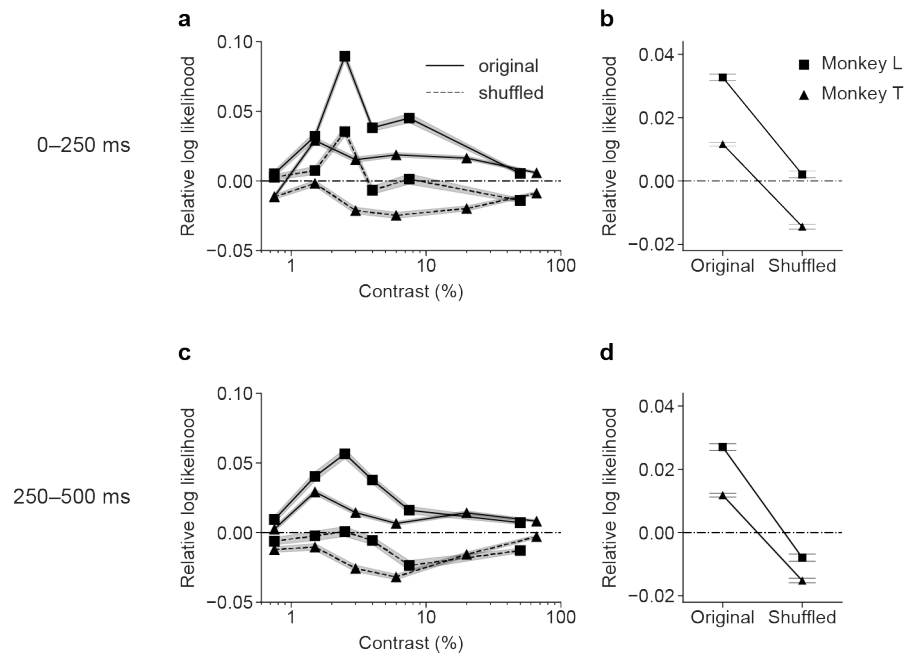 a
b
0–250 ms
Relative log likelihood
0.10
0.05
0.00
−0.05
original
shuffled
1
10
100
Contrast (%)
Relative log likelihood
0.04
0.02
0.00
−0.02
Monkey L
Monkey T
Original Shuffled
c
d
250–500 ms
Relative log likelihood
0.10
0.05
0.00
−0.05
1
10
100
Contrast (%)
Relative log likelihood
0.04
0.02
0.00
−0.02
Original Shuffled